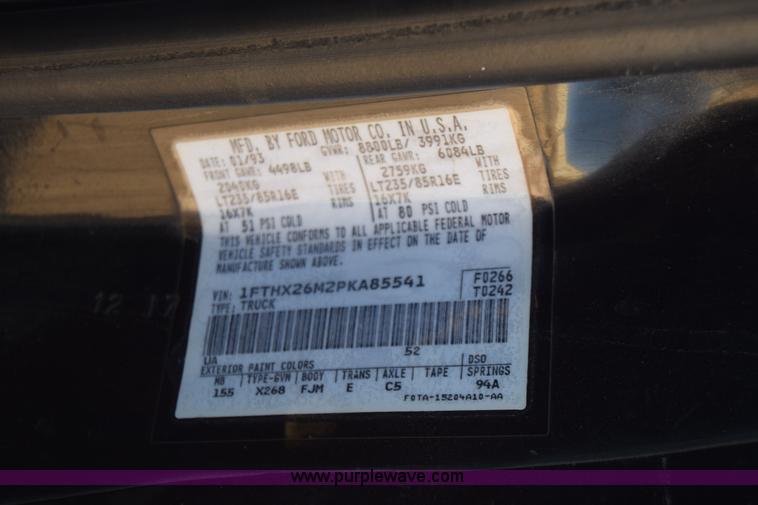 MFD. BY FORD MOTOR CO. IN U.S.A.
DATE: 01/93 GVWR: 8800LB/ 3991KG
FRONT GAWR: 4498LB REAR GAWR: 6084LB
2040KG WITH 2759KG WITH
LT235/85R16E TIRES LT235/85R16E TIRES
16X7K RIMS 16X7K RIMS
AT 51 PSI COLD AT 80 PSI COLD
THIS VEHICLE CONFORMS TO ALL APPLICABLE FEDERAL MOTOR
VEHICLE SAFETY STANDARDS IN EFFECT ON THE DATE OF
MANUFACTURE SHOWN ABOVE.
VIN: 1FTHX26M2PKA85541 F0266
TYPE: TRUCK T0242
UA 52
EXTERIOR PAINT COLORS DSO
WB TYPE-GVW BODY TRANS AXLE TAPE SPRINGS
155 X268 FJM E C5 94A
F0TA-15204A10-AA
12 17
www.purplewave.com